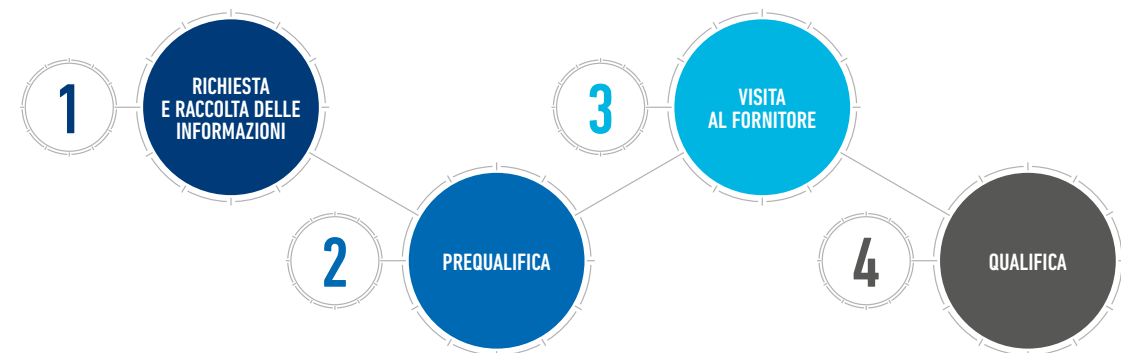 1
RICHIESTA
E RACCOLTA DELLE
INFORMAZIONI
2
PREQUALIFICA
3
VISITA
AL FORNITORE
4
QUALIFICA